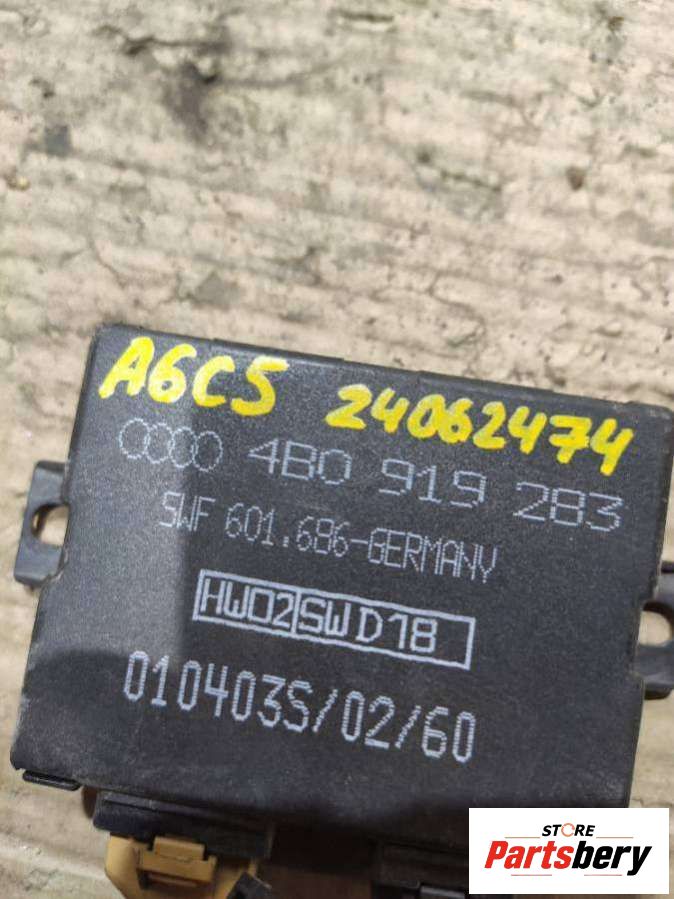 A6C5 24062474
4B0 919 283
SWF 601.686-GERMANY
HW02 SW D18
010403S/02/60
STORE
Partsbery